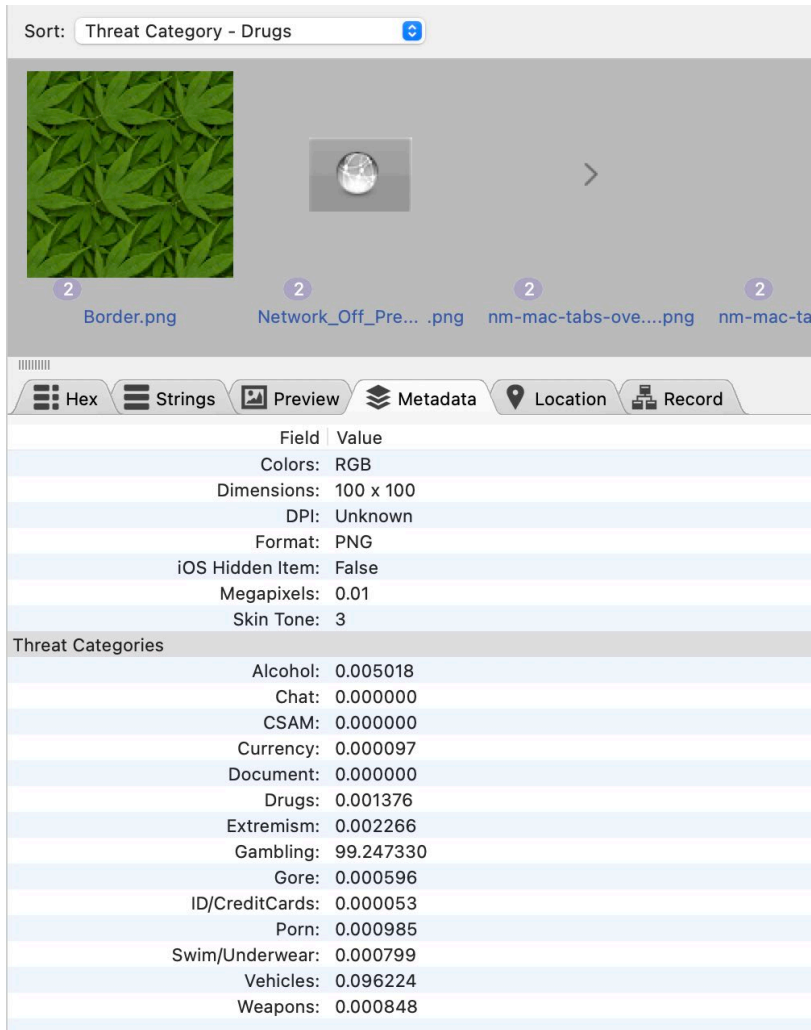 Sort: Threat Category - Drugs
2 2 2 2
Border.png Network_Off_Pre... .png nm-mac-tabs-ove....png nm-mac-ta
Hex Strings Preview Metadata Location Record
Field Value
Colors: RGB
Dimensions: 100 x 100
DPI: Unknown
Format: PNG
iOS Hidden Item: False
Megapixels: 0.01
Skin Tone: 3
Threat Categories
Alcohol: 0.005018
Chat: 0.000000
CSAM: 0.000000
Currency: 0.000097
Document: 0.000000
Drugs: 0.001376
Extremism: 0.002266
Gambling: 99.247330
Gore: 0.000596
ID/CreditCards: 0.000053
Porn: 0.000985
Swim/Underwear: 0.000799
Vehicles: 0.096224
Weapons: 0.000848